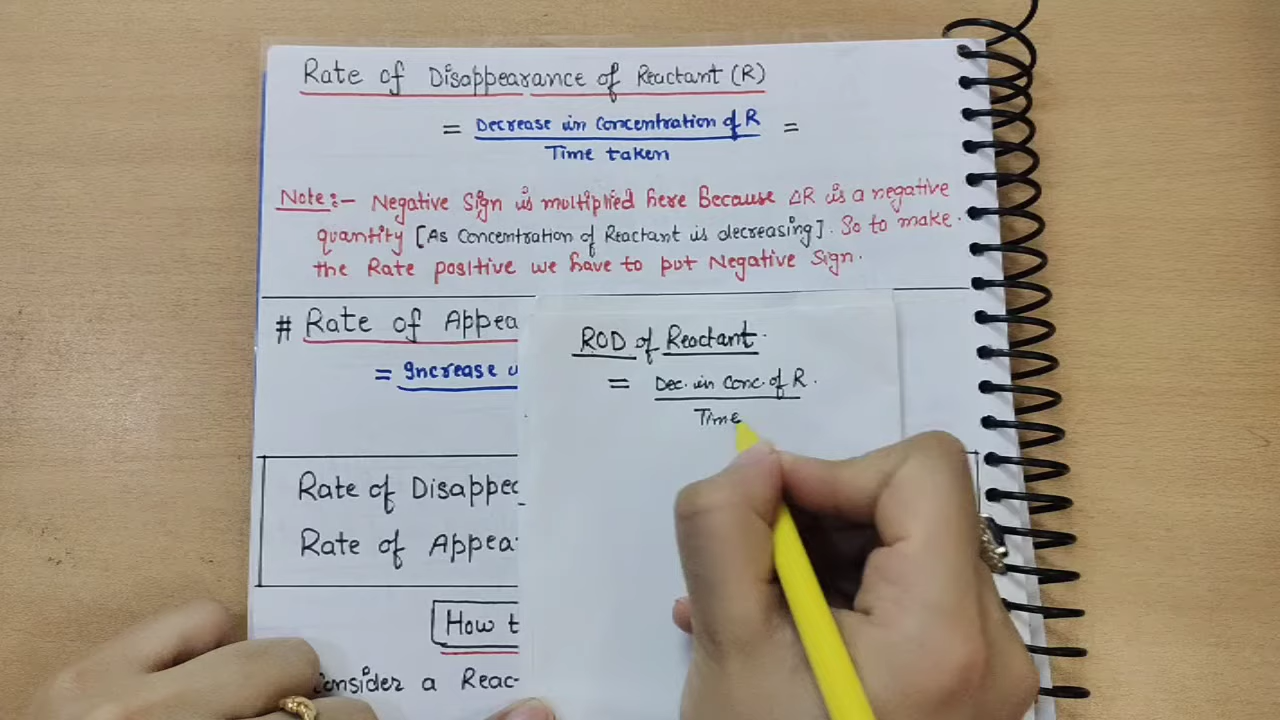 Rate of Disappearance of Reactant (R)
= Decrease in Concentration of R =
Time taken
Note:- Negative Sign is multiplied here Because ΔR is a negative
quantity [As Concentration of Reactant is decreasing]. So to make
the Rate positive we have to put Negative Sign.
# Rate of Appea
= Increase
Rate of Disappe
Rate of Appea
How t
Consider a Reac
ROD of Reactant.
= Dec. in Conc. of R.
Time